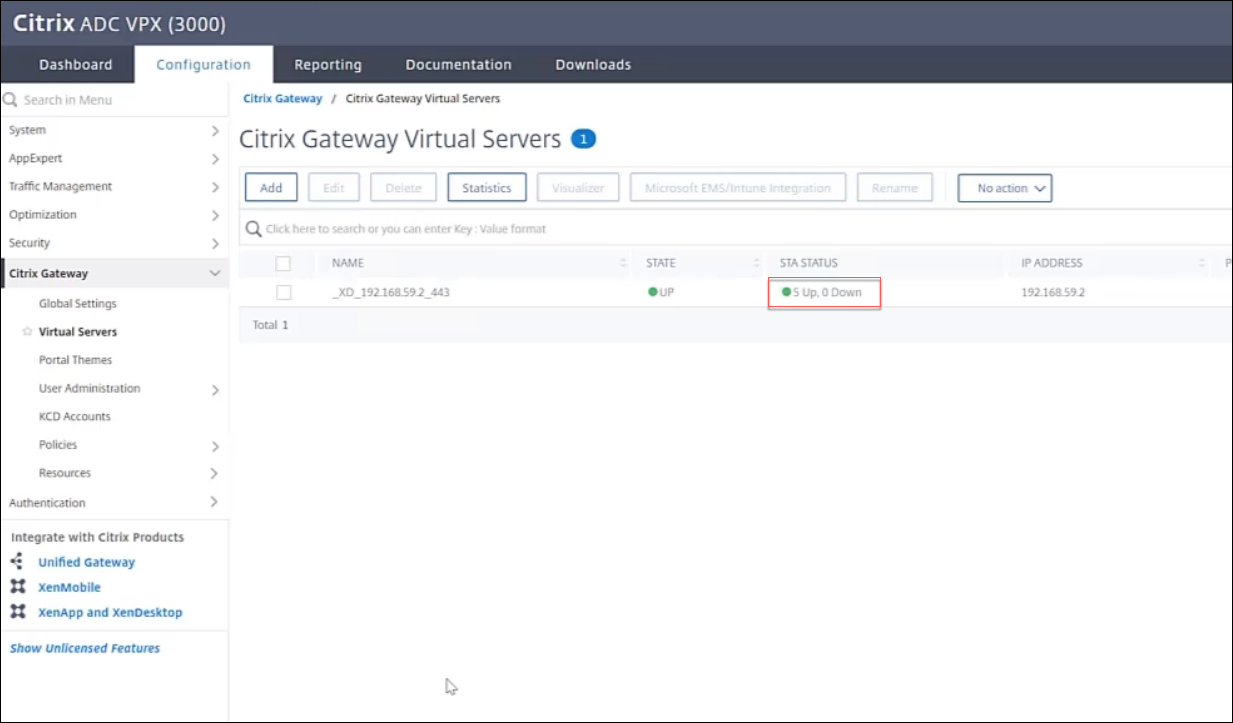 Citrix ADC VPX (3000)
Dashboard Configuration Reporting Documentation Downloads
Search in Menu
System
AppExpert
Traffic Management
Optimization
Security
Citrix Gateway
Global Settings
Virtual Servers
Portal Themes
User Administration
KCD Accounts
Policies
Resources
Authentication
Integrate with Citrix Products
Unified Gateway
XenMobile
XenApp and XenDesktop
Show Unlicensed Features
Citrix Gateway / Citrix Gateway Virtual Servers
Citrix Gateway Virtual Servers 1
Add Edit Delete Statistics Visualizer Microsoft EMS/Intune Integration Rename No action
Click here to search or you can enter Key : Value format
NAME STATE STA STATUS IP ADDRESS P
_XD_192.168.59.2_443 UP 5 Up, 0 Down 192.168.59.2
Total 1